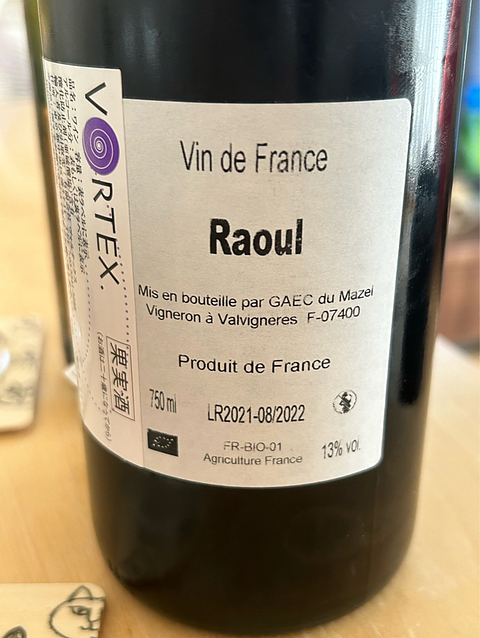 VORTEX.
果実酒
Vin de France
Raoul
Mis en bouteille par GAEC du Mazel
Vigneron à Valvigneres F-07400
Produit de France
750 ml
LR2021-08/2022
FR-BIO-01
Agriculture France
13% vol.